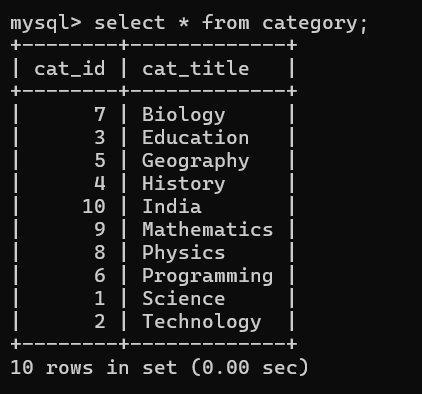 mysql> select * from category;
+--------+-------------+
| cat_id | cat_title   |
+--------+-------------+
|      7 | Biology     |
|      3 | Education   |
|      5 | Geography   |
|      4 | History     |
|     10 | India       |
|      9 | Mathematics |
|      8 | Physics     |
|      6 | Programming |
|      1 | Science     |
|      2 | Technology  |
+--------+-------------+
10 rows in set (0.00 sec)